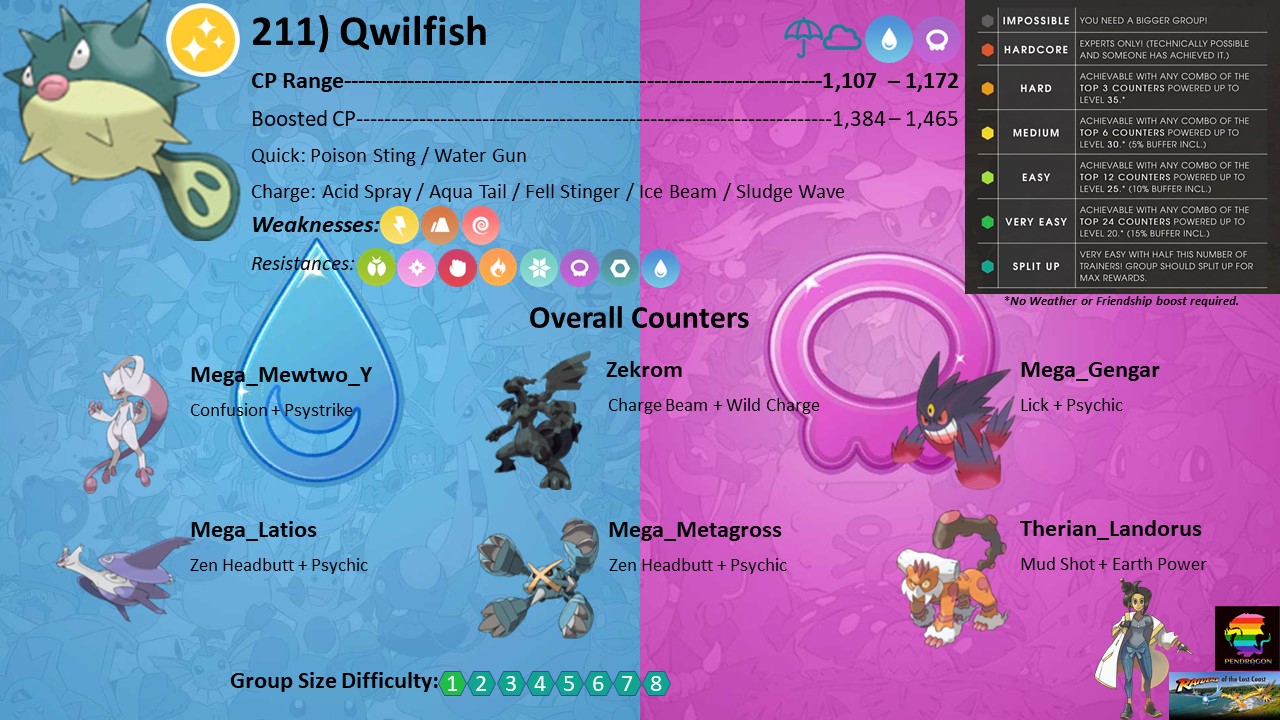 211) Qwilfish
CP Range--------------------------------------------------------------------------------1,107 – 1,172
Boosted CP--------------------------------------------------------------------------------1,384 – 1,465
Quick: Poison Sting / Water Gun
Charge: Acid Spray / Aqua Tail / Fell Stinger / Ice Beam / Sludge Wave
Weaknesses:
Resistances:
IMPOSSIBLE YOU NEED A BIGGER GROUP!
HARDCORE EXPERTS ONLY! (TECHNICALLY POSSIBLE
AND SOMEONE HAS ACHIEVED IT.)
HARD ACHIEVABLE WITH ANY COMBO OF THE
TOP 3 COUNTERS POWERED UP TO
LEVEL 35.*
MEDIUM ACHIEVABLE WITH ANY COMBO OF THE
TOP 6 COUNTERS POWERED UP TO
LEVEL 30.* (5% BUFFER INCL.)
EASY ACHIEVABLE WITH ANY COMBO OF THE
TOP 12 COUNTERS POWERED UP TO
LEVEL 25.* (10% BUFFER INCL.)
VERY EASY ACHIEVABLE WITH ANY COMBO OF THE
TOP 24 COUNTERS POWERED UP TO
LEVEL 20.* (15% BUFFER INCL.)
SPLIT UP VERY EASY WITH HALF THIS NUMBER OF
TRAINERS! GROUP SHOULD SPLIT UP FOR
MAX REWARDS.
*No Weather or Friendship boost required.
Overall Counters
Mega_Mewtwo_Y
Confusion + Psystrike
Zekrom
Charge Beam + Wild Charge
Mega_Gengar
Lick + Psychic
Mega_Latios
Zen Headbutt + Psychic
Mega_Metagross
Zen Headbutt + Psychic
Therian_Landorus
Mud Shot + Earth Power
Group Size Difficulty: 1 2 3 4 5 6 7 8
PENDRAGON
RAIDERS of the Lost Coast